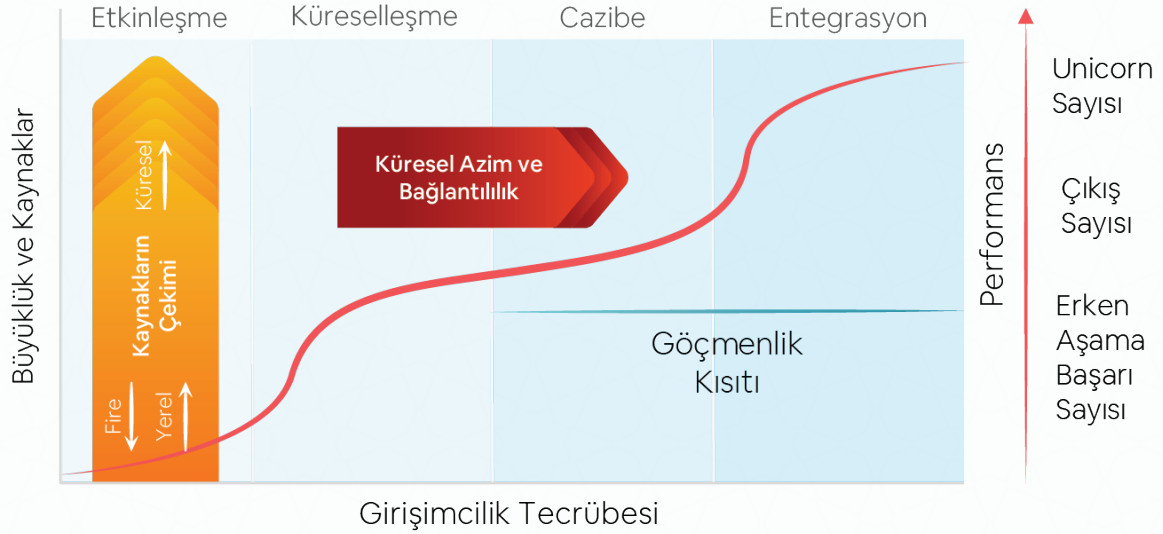 Etkinleşme
Küreselleşme
Cazibe
Entegrasyon
Büyüklük ve Kaynaklar
Küresel
Kaynakların
Çekimi
Fire
Yerel
Küresel Azim ve
Bağlantılılık
Göçmenlik
Kısıtı
Girişimcilik Tecrübesi
Performans
Unicorn
Sayısı
Çıkış
Sayısı
Erken
Aşama
Başarı
Sayısı